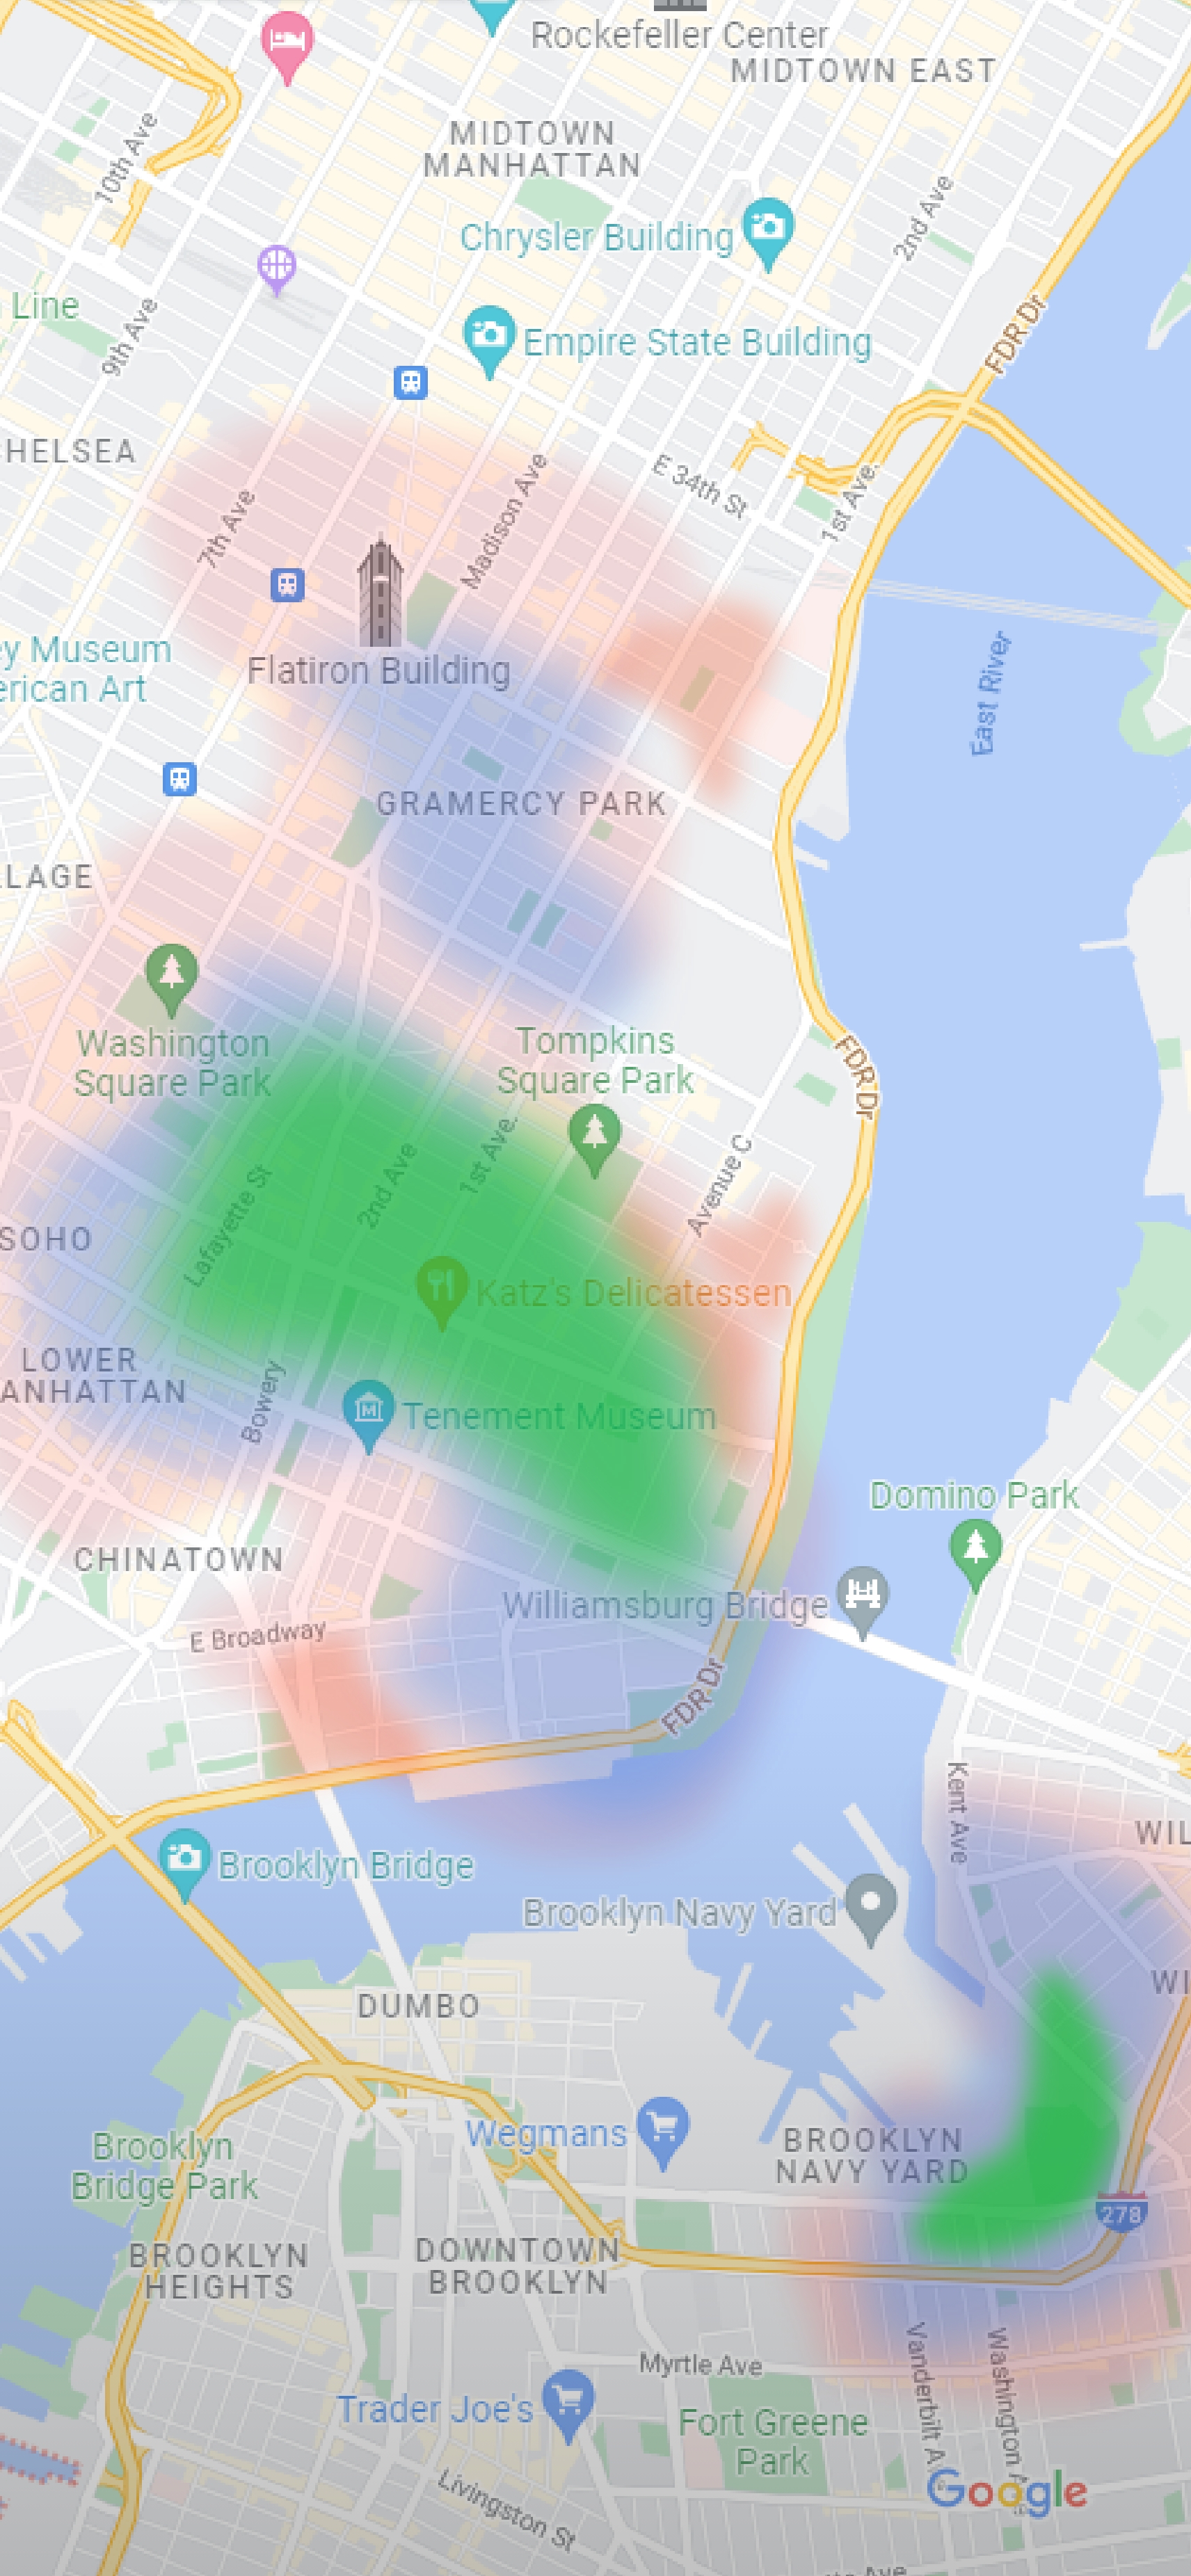 Rockefeller Center
MIDTOWN EAST
MIDTOWN
MANHATTAN
10th Ave
2nd Ave
Chrysler Building
Line
9th Ave
FDR Dr
Empire State Building
HELSEA
E 34th St
Madison Ave
1st Ave.
7th Ave
ey Museum
erican Art
Flatiron Building
East River
GRAMERCY PARK
LLAGE
Washington
Square Park
Tompkins
Square Park
FDR Dr
1st Ave.
2nd Ave
Avenue C
Lafayette St
SOHO
Katz's Delicatessen
LOWER
ANHATTAN
Bowery
Tenement Museum
Domino Park
CHINATOWN
Williamsburg Bridge
E Broadway
FDR Dr
Kent Ave
WIL
Brooklyn Bridge
Brooklyn Navy Yard
WI
DUMBO
Wegmans
BROOKLYN
NAVY YARD
Brooklyn
Bridge Park
278
BROOKLYN
HEIGHTS
DOWNTOWN
BROOKLYN
Myrtle Ave
Vanderbilt A
Washington A
Trader Joe's
Fort Greene
Park
Livingston St
Google